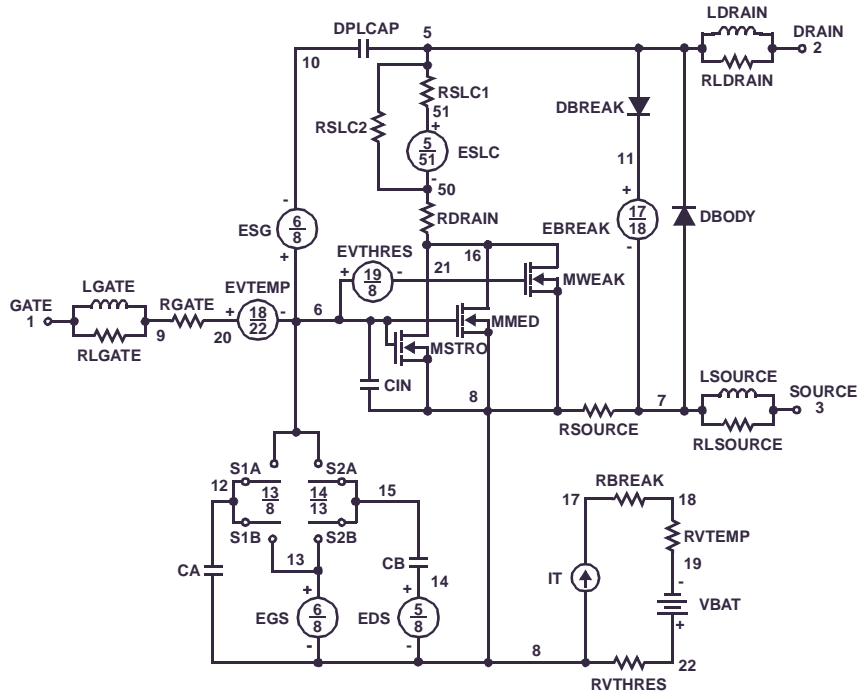 LDRAIN
DPLCAP 5 DRAIN
10 2
RLDRAIN
RSLC1
51
DBREAK
RSLC2
+
5
51
ESLC
11
-
50
-
+
17
18
DBODY
6
8
ESG
RDRAIN
EBREAK
+
EVTHRES
16
-
+ 19
8
- 21
MWEAK
LGATE
EVTEMP
GATE
1
RGATE
+ 18
22
- 6
MMED
9 20
RLGATE
MSTRO
CIN
LSOURCE
8 7 SOURCE
3
RSOURCE
RLSOURCE
S1A S2A
12 13
8
14
13
15
RBREAK
17 18
S1B S2B
RVTEMP
13
CB
19
CA
14
IT
-
+ +
VBAT
EGS 6
8
EDS 5
8
+
- -
8
22
RVTHRES